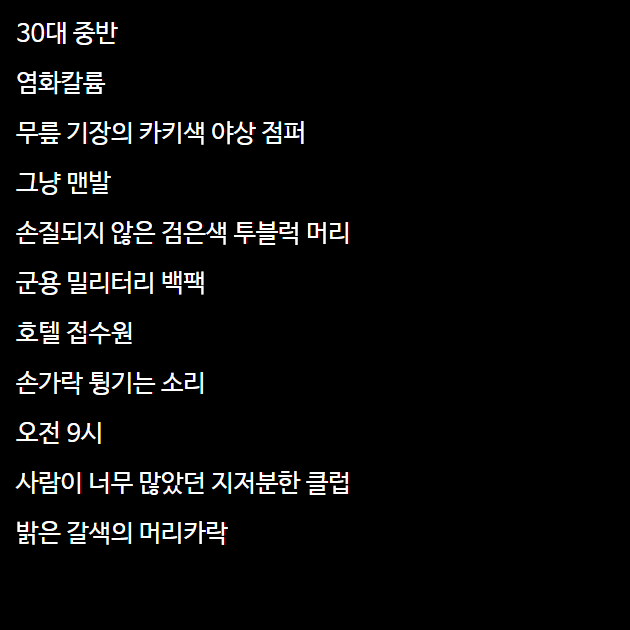 30대 중반
염화칼륨
무릎 기장의 카키색 야상 점퍼
그냥 맨발
손질되지 않은 검은색 투블럭 머리
군용 밀리터리 백팩
호텔 접수원
손가락 튕기는 소리
오전 9시
사람이 너무 많았던 지저분한 클럽
밝은 갈색의 머리카락